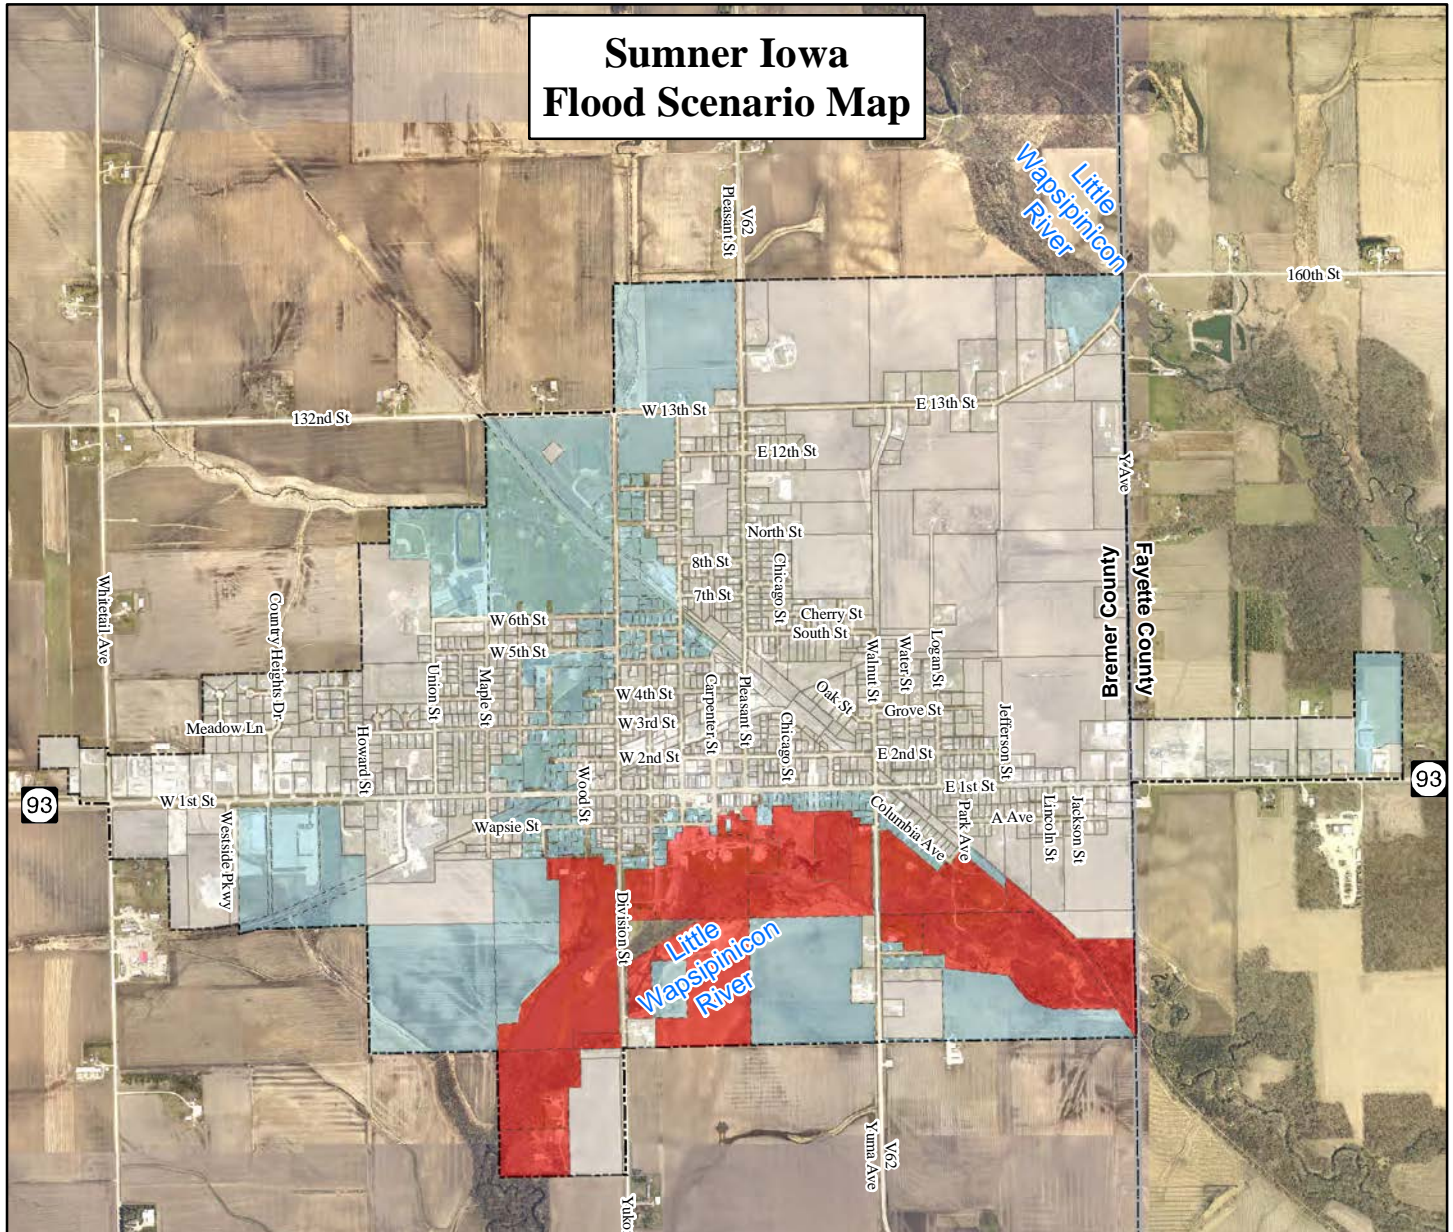 Sumner Iowa
Flood Scenario Map
Little
Wapsipinicon
River
V62
Pleasant St
160th St
W 13th St
E 13th St
132nd St
E 12th St
Y Ave
North St
8th St
Chicago St
7th St
Bremer County
Fayette County
Whitetail Ave
Country Heights Dr
W 6th St
Cherry St
South St
W 5th St
Walnut St
Water St
Logan St
Union St
Maple St
W 4th St
Carpenter St
Pleasant St
Oak St
Grove St
Meadow Ln
W 3rd St
Jefferson St
Howard St
Chicago St
W 2nd St
E 2nd St
Wood St
E 1st St
93
W 1st St
93
Westside Pkwy
Wapsie St
Columbia Ave
Park Ave
A Ave
Lincoln St
Jackson St
Division St
Little
Wapsipinicon
River
V62
Yuma Ave
Yuko